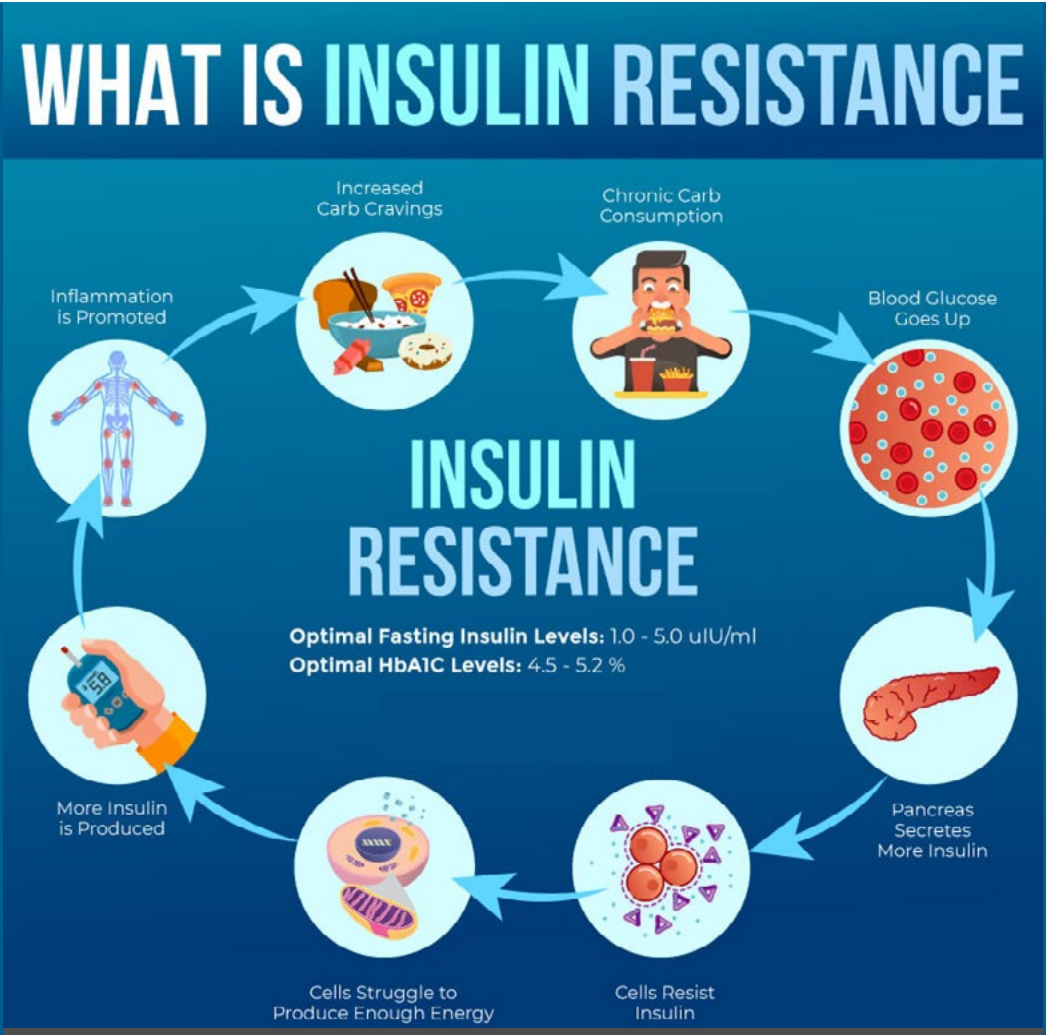 WHAT IS INSULIN RESISTANCE
Increased
Carb Cravings
Chronic Carb
Consumption
Blood Glucose
Goes Up
Pancreas
Secretes
More Insulin
Cells Resist
Insulin
Cells Struggle to
Produce Enough Energy
More Insulin
is Produced
5.8
Inflammation
is Promoted
INSULIN
RESISTANCE
Optimal Fasting Insulin Levels: 1.0 - 5.0 uIU/ml
Optimal HbA1C Levels: 4.5 - 5.2 %